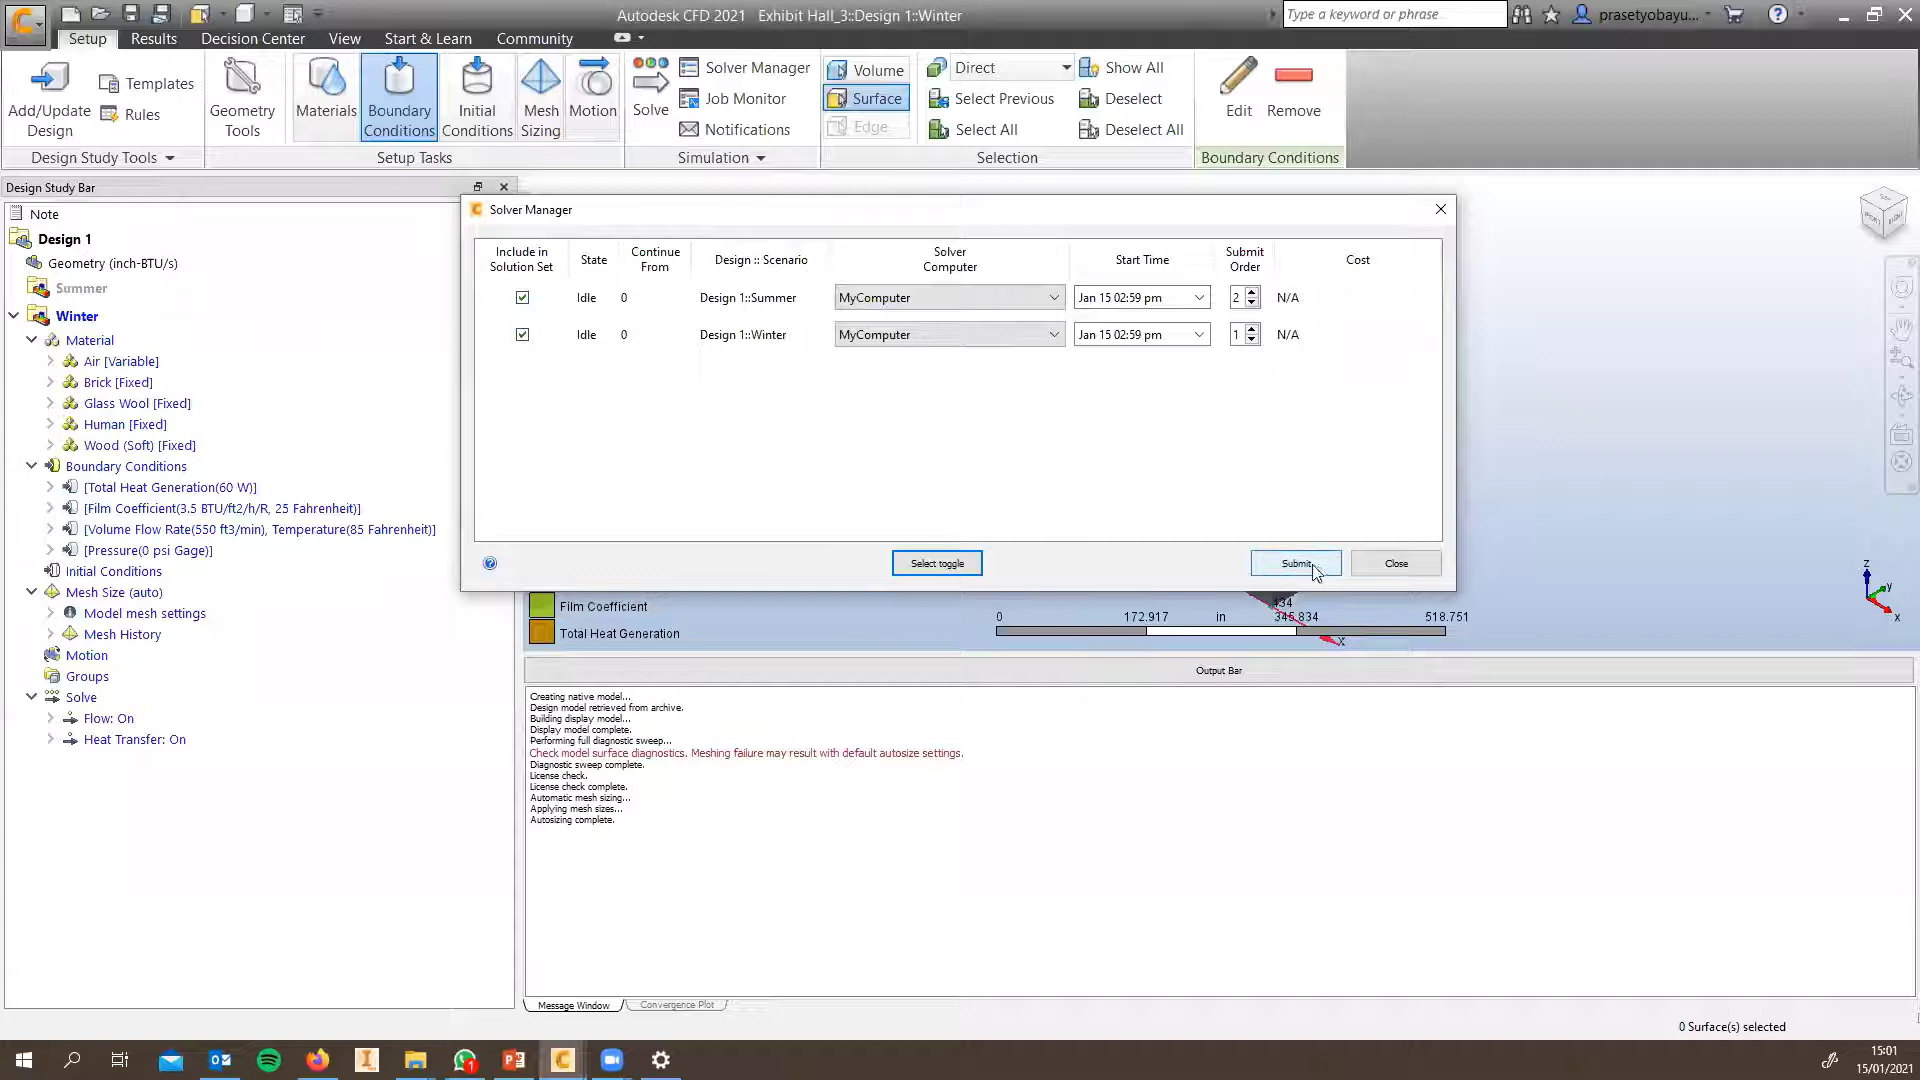 Autodesk CFD 2021 Exhibit Hall_3::Design 1::Winter
Type a keyword or phrase
prasetyobayu...
Setup Results Decision Center View Start & Learn Community
Add/Update Design
Templates
Rules
Geometry Tools
Materials
Boundary Conditions
Initial Conditions
Mesh Sizing
Motion
Solve
Solver Manager
Job Monitor
Notifications
Volume
Surface
Edge
Direct
Select Previous
Select All
Show All
Deselect
Deselect All
Edit
Remove
Design Study Tools
Setup Tasks
Simulation
Selection
Boundary Conditions
Design Study Bar
Note
Design 1
Geometry (inch-BTU/s)
Summer
Winter
Material
Air [Variable]
Brick [Fixed]
Glass Wool [Fixed]
Human [Fixed]
Wood (Soft) [Fixed]
Boundary Conditions
[Total Heat Generation(60 W)]
[Film Coefficient(3.5 BTU/ft2/h/R, 25 Fahrenheit)]
[Volume Flow Rate(550 ft3/min), Temperature(85 Fahrenheit)]
[Pressure(0 psi Gage)]
Initial Conditions
Mesh Size (auto)
Model mesh settings
Mesh History
Motion
Groups
Solve
Flow: On
Heat Transfer: On
Solver Manager
Include in Solution Set
State
Continue From
Design :: Scenario
Solver Computer
Start Time
Submit Order
Cost
Idle 0 Design 1::Summer MyComputer Jan 15 02:59 pm 2 N/A
Idle 0 Design 1::Winter MyComputer Jan 15 02:59 pm 1 N/A
Select toggle
Submit
Close
Film Coefficient
Total Heat Generation
0 172.917 in 345.834 518.751
X
Z
Y
X
Output Bar
Creating native model...
Design model retrieved from archive.
Building display model...
Display model complete.
Performing full diagnostic sweep...
Check model surface diagnostics. Meshing failure may result with default autosize settings.
Diagnostic sweep complete.
License check.
License check complete.
Automatic mesh sizing...
Applying mesh sizes...
Autosizing complete.
Message Window Convergence Plot
0 Surface(s) selected
15:01
15/01/2021